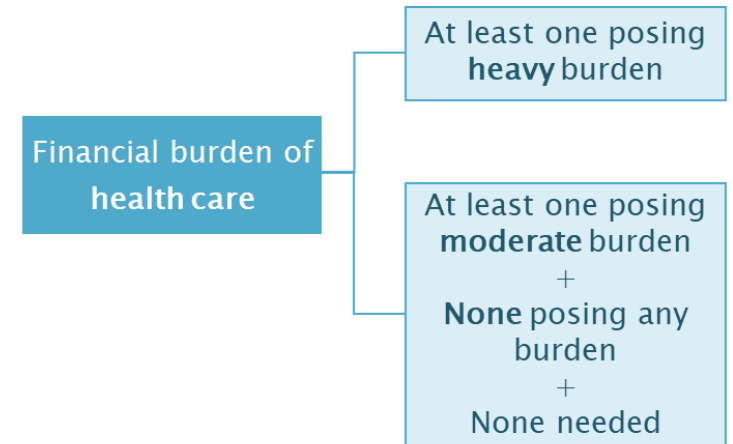 Financial burden of
health care
At least one posing
heavy burden
At least one posing
moderate burden
+
None posing any
burden
+
None needed